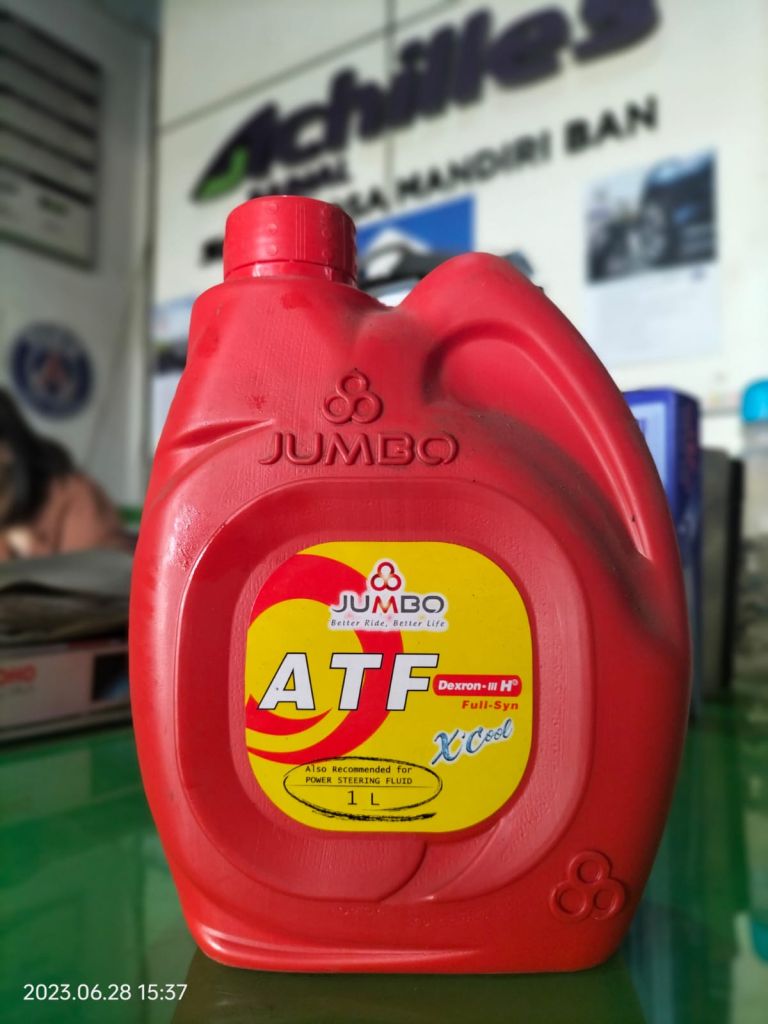 Achilles
MANDIRI BAN
JUMBO
JUMBO
Better Ride, Better Life
ATF
Dexron-III H®
Full-Syn
X'Cool
Also Recommended for
POWER STEERING FLUID
1 L
2023.06.28 15:37